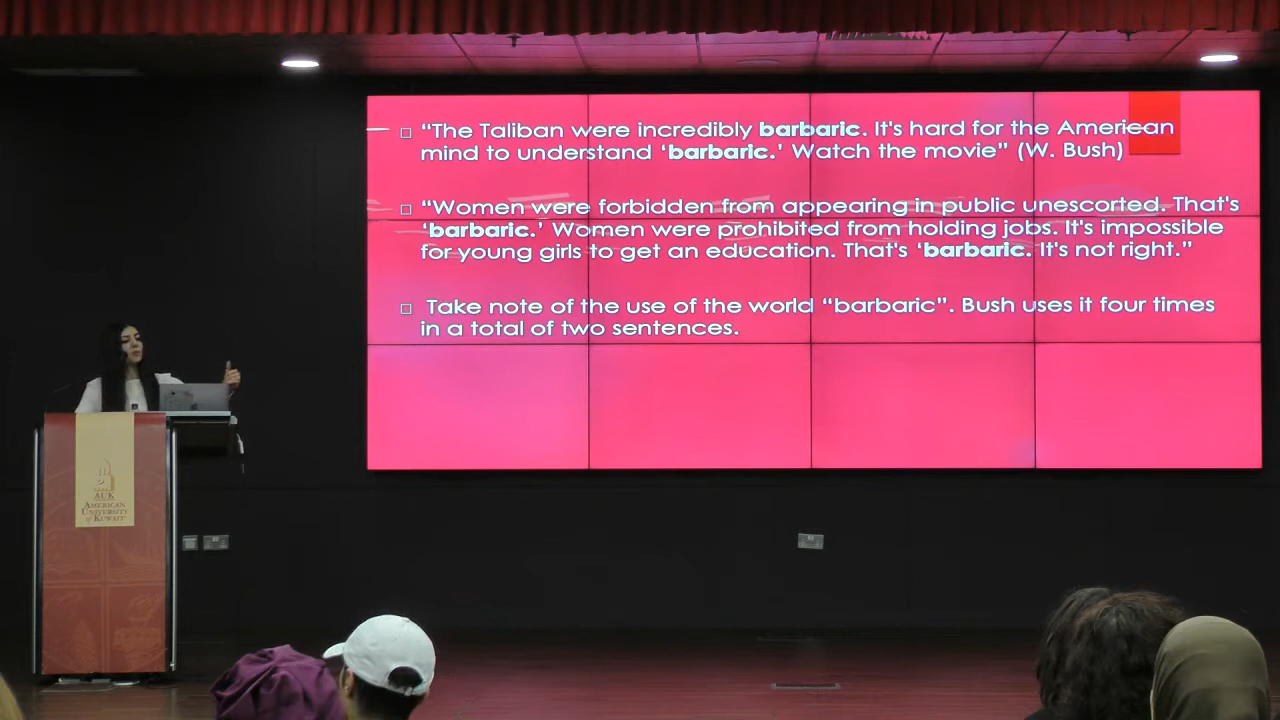 “The Taliban were incredibly barbaric. It's hard for the American
mind to understand ‘barbaric.’ Watch the movie” (W. Bush)
“Women were forbidden from appearing in public unescorted. That's
‘barbaric.’ Women were prohibited from holding jobs. It's impossible
for young girls to get an education. That's ‘barbaric. It's not right.”
Take note of the use of the world “barbaric”. Bush uses it four times
in a total of two sentences.
AUK
AMERICAN
UNIVERSITY
of KUWAIT